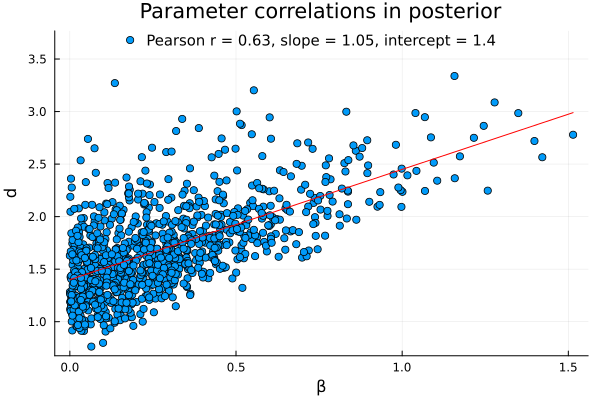 Parameter correlations in posterior
Pearson r = 0.63, slope = 1.05, intercept = 1.4
3.5
3.0
2.5
2.0
1.5
1.0
d
0.0 0.5 1.0 1.5
β